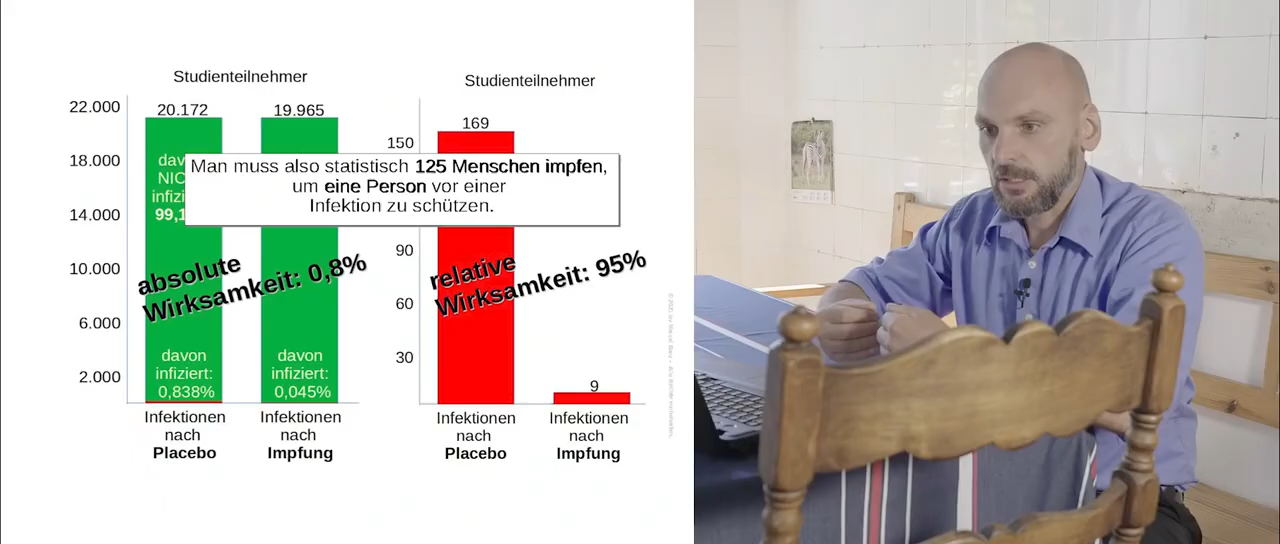 Studienteilnehmer
22.000
18.000
14.000
10.000
6.000
2.000
20.172
19.965
absolute
Wirksamkeit: 0,8%
davon
infiziert:
0,838%
davon
infiziert:
0,045%
Infektionen
nach
Placebo
Infektionen
nach
Impfung
Man muss also statistisch 125 Menschen impfen,
um eine Person vor einer
Infektion zu schützen.
Studienteilnehmer
150
90
60
30
169
9
relative
Wirksamkeit: 95%
Infektionen
nach
Placebo
Infektionen
nach
Impfung